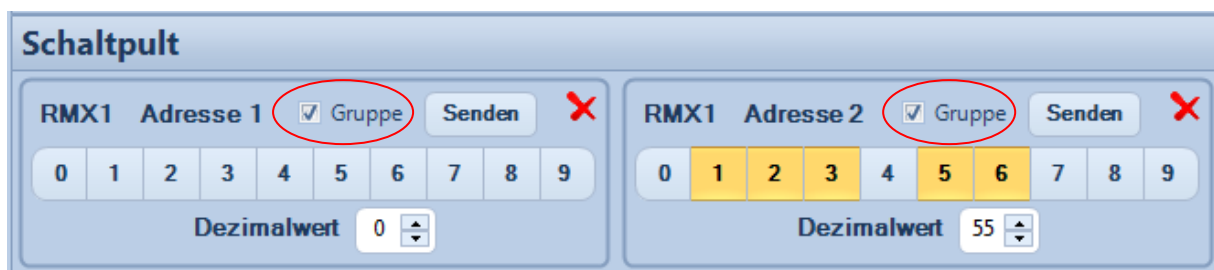 Schaltpult
RMX1 Adresse 1 Gruppe Senden
0 1 2 3 4 5 6 7 8 9
Dezimalwert 0
RMX1 Adresse 2 Gruppe Senden
0 1 2 3 4 5 6 7 8 9
Dezimalwert 55